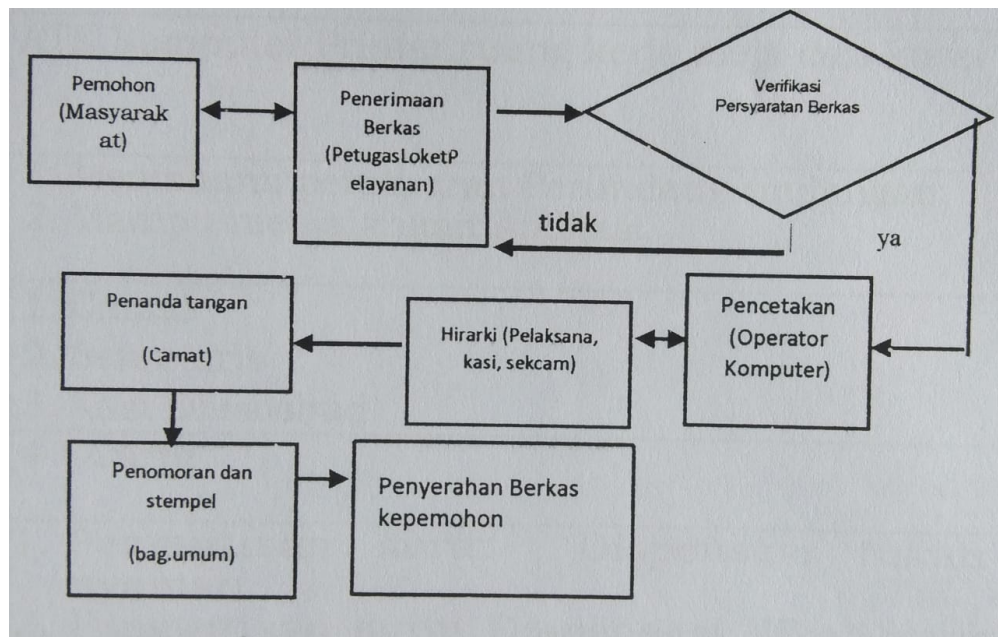 Pemohon
(Masyarak
at)
Penerimaan
Berkas
(PetugasLoketP
elayanan)
Verifikasi
Persyaratan Berkas
tidak
ya
Penanda tangan
(Camat)
Hirarki (Pelaksana,
kasi, sekcam)
Pencetakan
(Operator
Komputer)
Penomoran dan
stempel
(bag.umum)
Penyerahan Berkas
kepemohon